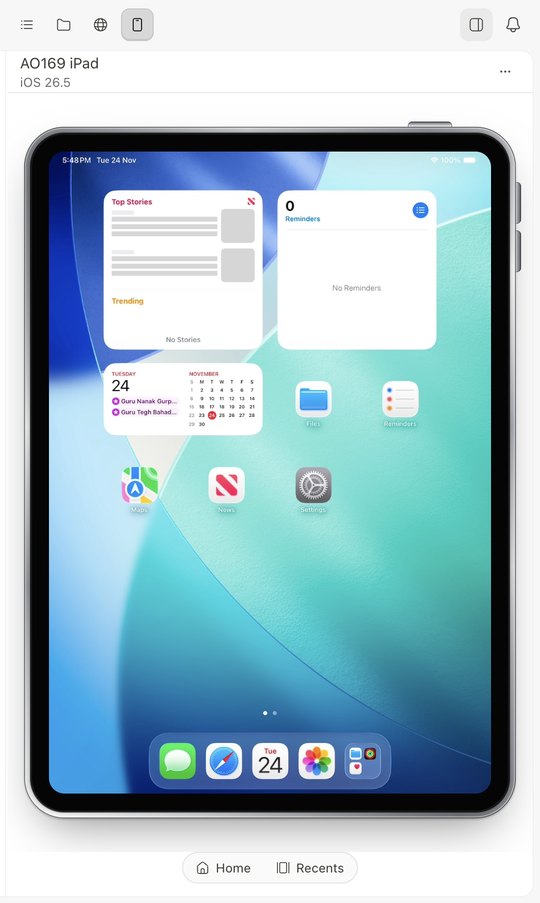 AO169 iPad
iOS 26.5
5:48 PM Tue 24 Nov
100%
Top Stories
Trending
No Stories
0
Reminders
No Reminders
TUESDAY
24
Guru Nanak Gurp...
Guru Tegh Bahad...
NOVEMBER
S M T W T F S
1 2 3 4 5 6 7
8 9 10 11 12 13 14
15 16 17 18 19 20 21
22 23 24 25 26 27 28
29 30
Files
Reminders
Maps
News
Settings
Tue
24
Home
Recents